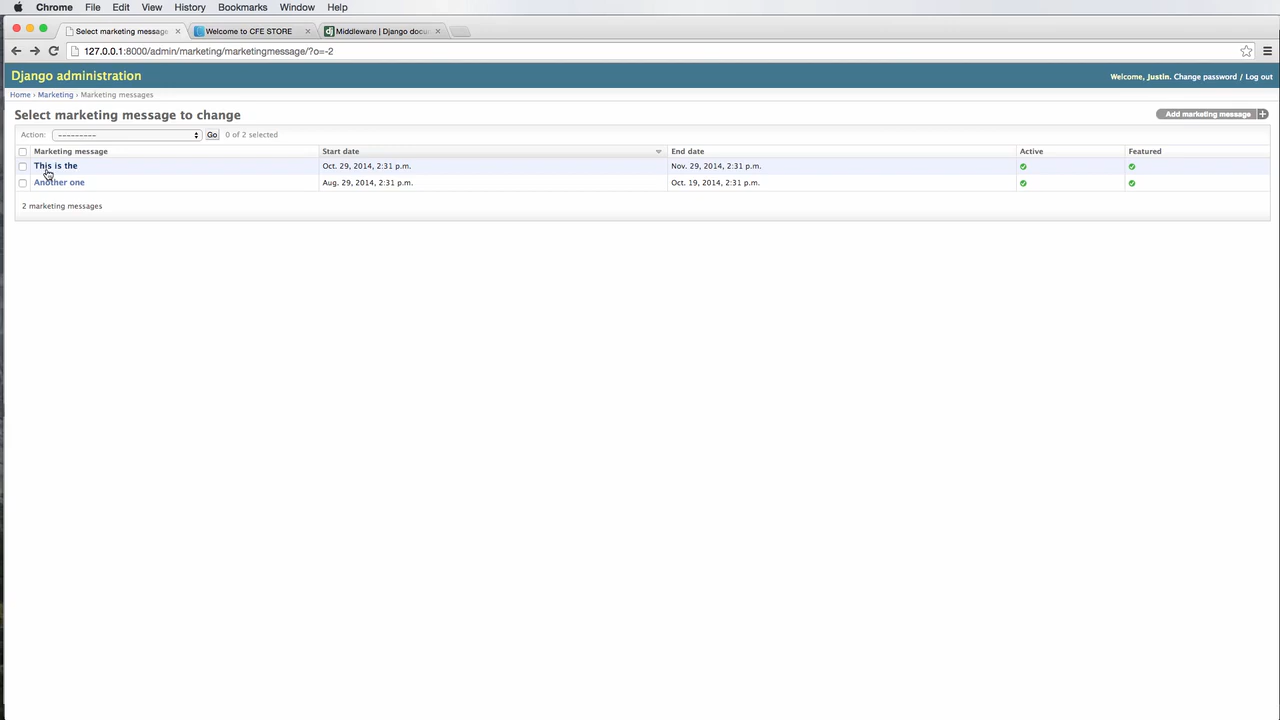 Chrome File Edit View History Bookmarks Window Help
Select marketing message Welcome to CFE STORE Middleware | Django docu
127.0.0.1:8000/admin/marketing/marketingmessage/?o=-2
Django administration Welcome, Justin. Change password / Log out
Home › Marketing › Marketing messages
Select marketing message to change Add marketing message +
Action: --------- Go 0 of 2 selected
Marketing message Start date End date Active Featured
This is the Oct. 29, 2014, 2:31 p.m. Nov. 29, 2014, 2:31 p.m.
Another one Aug. 29, 2014, 2:31 p.m. Oct. 19, 2014, 2:31 p.m.
2 marketing messages